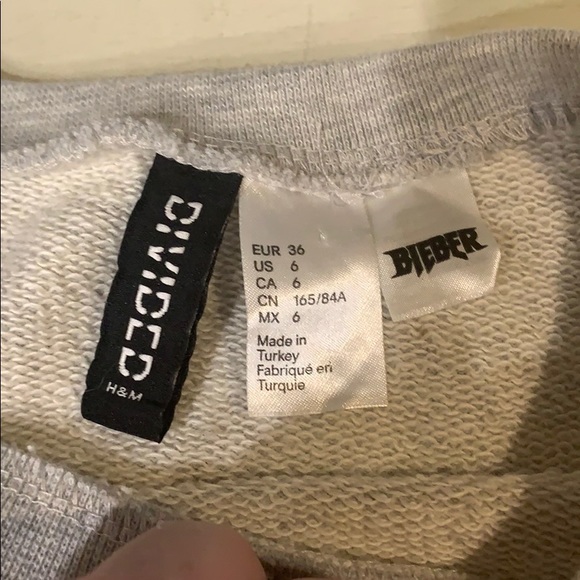 DIVIDED
H&M
EUR 36
US 6
CA 6
CN 165/84A
MX 6
Made in
Turkey
Fabriqué en
Turquie
BIEBER